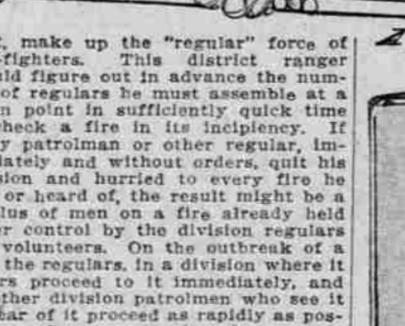 , make up the "regular" force of
-fighters. This district ranger
ld figure out in advance the num-
of regulars he must assemble at a
n point in sufficiently quick time
heck a fire in its incipiency. If
y patrolman or other regular, im-
iately and without orders, quit his
sion and hurried to every fire he
or heard of, the result might be a
lus of men on a fire already held
er control by the division regulars
volunteers. On the outbreak of a
the regulars, in a division where it
rs proceed to it immediately, and
ther division patrolmen who see it
ear of it proceed as rapidly as pos-